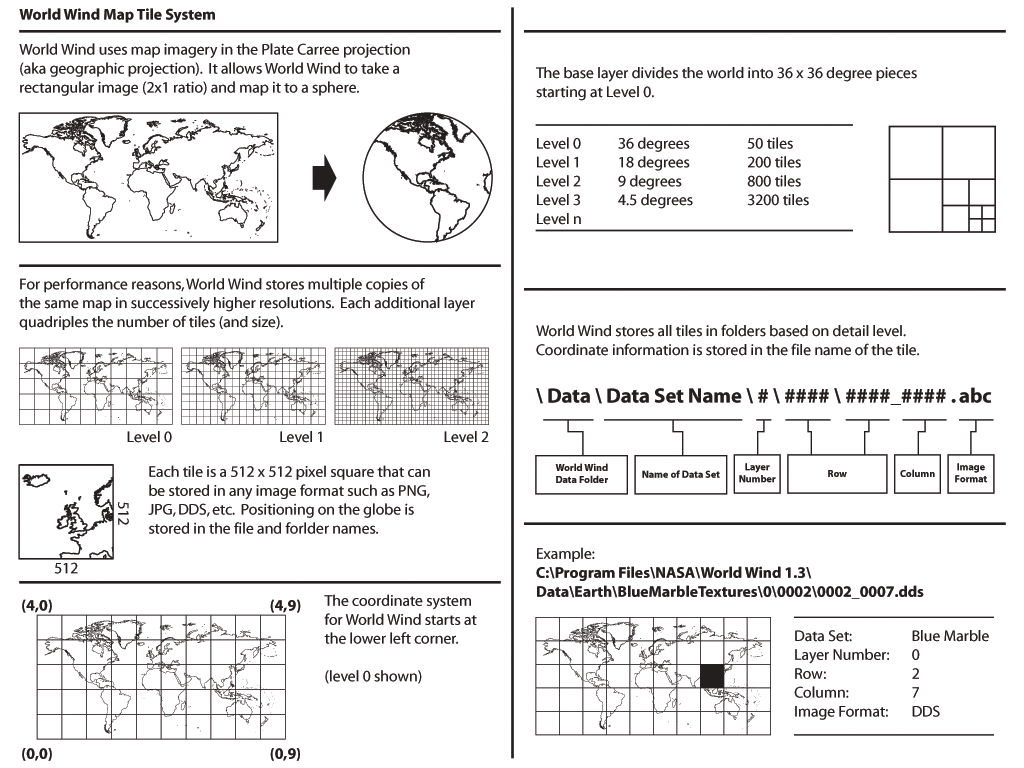 World Wind Map Tile System
World Wind uses map imagery in the Plate Carree projection
(aka geographic projection). It allows World Wind to take a
rectangular image (2x1 ratio) and map it to a sphere.
For performance reasons, World Wind stores multiple copies of
the same map in successively higher resolutions. Each additional layer
quadriples the number of tiles (and size).
Level 0
Level 1
Level 2
512
512
Each tile is a 512 x 512 pixel square that can
be stored in any image format such as PNG,
JPG, DDS, etc. Positioning on the globe is
stored in the file and forlder names.
(4,0)
(4,9)
(0,0)
(0,9)
The coordinate system
for World Wind starts at
the lower left corner.
(level 0 shown)
The base layer divides the world into 36 x 36 degree pieces
starting at Level 0.
Level 0 36 degrees 50 tiles
Level 1 18 degrees 200 tiles
Level 2 9 degrees 800 tiles
Level 3 4.5 degrees 3200 tiles
Level n
World Wind stores all tiles in folders based on detail level.
Coordinate information is stored in the file name of the tile.
\ Data \ Data Set Name \ # \ #### \ ####_#### . abc
World Wind
Data Folder
Name of Data Set
Layer
Number
Row
Column
Image
Format
Example:
C:\Program Files\NASA\World Wind 1.3\
Data\Earth\BlueMarbleTextures\0\0002\0002_0007.dds
Data Set: Blue Marble
Layer Number: 0
Row: 2
Column: 7
Image Format: DDS